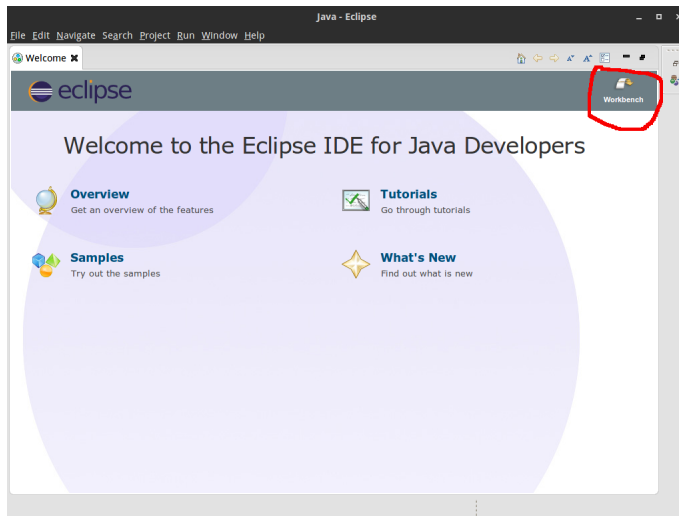 Java - Eclipse
File Edit Navigate Search Project Run Window Help
Welcome
eclipse
Workbench
Welcome to the Eclipse IDE for Java Developers
Overview
Get an overview of the features
Tutorials
Go through tutorials
Samples
Try out the samples
What's New
Find out what is new